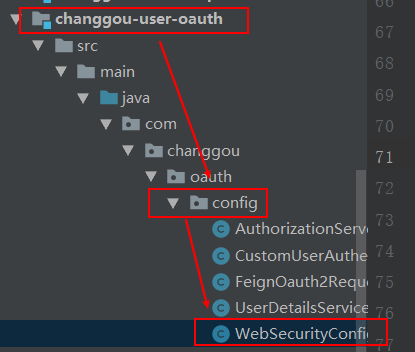 changgou-user-oauth
src
main
java
com
changgou
oauth
config
AuthorizationServe
CustomUserAuthe
FeignOauth2Reque
UserDetailsService
WebSecurityConfic
66
67
68
69
70
71
72
73
74
75
76
77